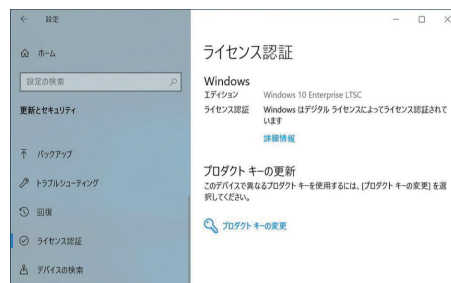 設定
ホーム
設定の検索
更新とセキュリティ
バックアップ
トラブルシューティング
回復
ライセンス認証
デバイスの検索
ライセンス認証
Windows
エディション Windows 10 Enterprise LTSC
ライセンス認証 Windows はデジタル ライセンスによってライセンス認証されて
います
詳細情報
プロダクト キーの更新
このデバイスで異なるプロダクト キーを使用するには、[プロダクト キーの変更] を選
択してください。
プロダクト キーの変更